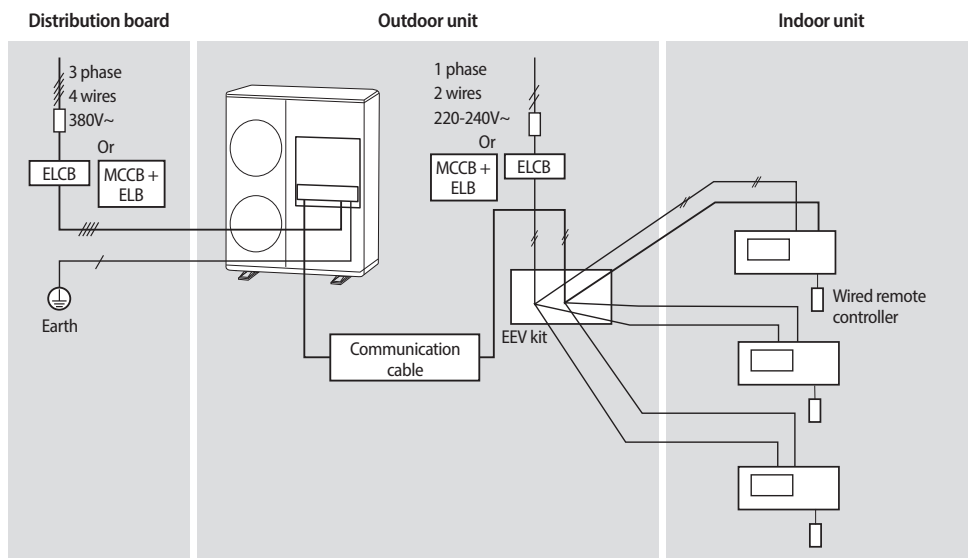 Distribution board
Outdoor unit
Indoor unit
3 phase
4 wires
380V~
Or
ELCB
MCCB +
ELB
Earth
1 phase
2 wires
220-240V~
Or
MCCB +
ELB
ELCB
EEV kit
Communication
cable
Wired remote
controller